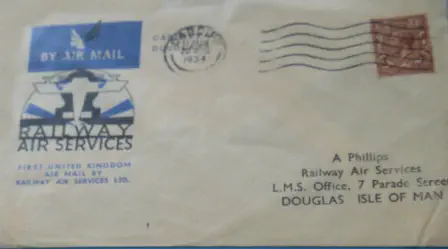 BY AIR MAIL
1934
RAILWAY
AIR SERVICES
FIRST UNITED KINGDOM
AIR MAIL BY
RAILWAY AIR SERVICES LTD.
A Phillips
Railway Air Services
L.M.S. Office, 7 Parade Street
DOUGLAS ISLE OF MAN